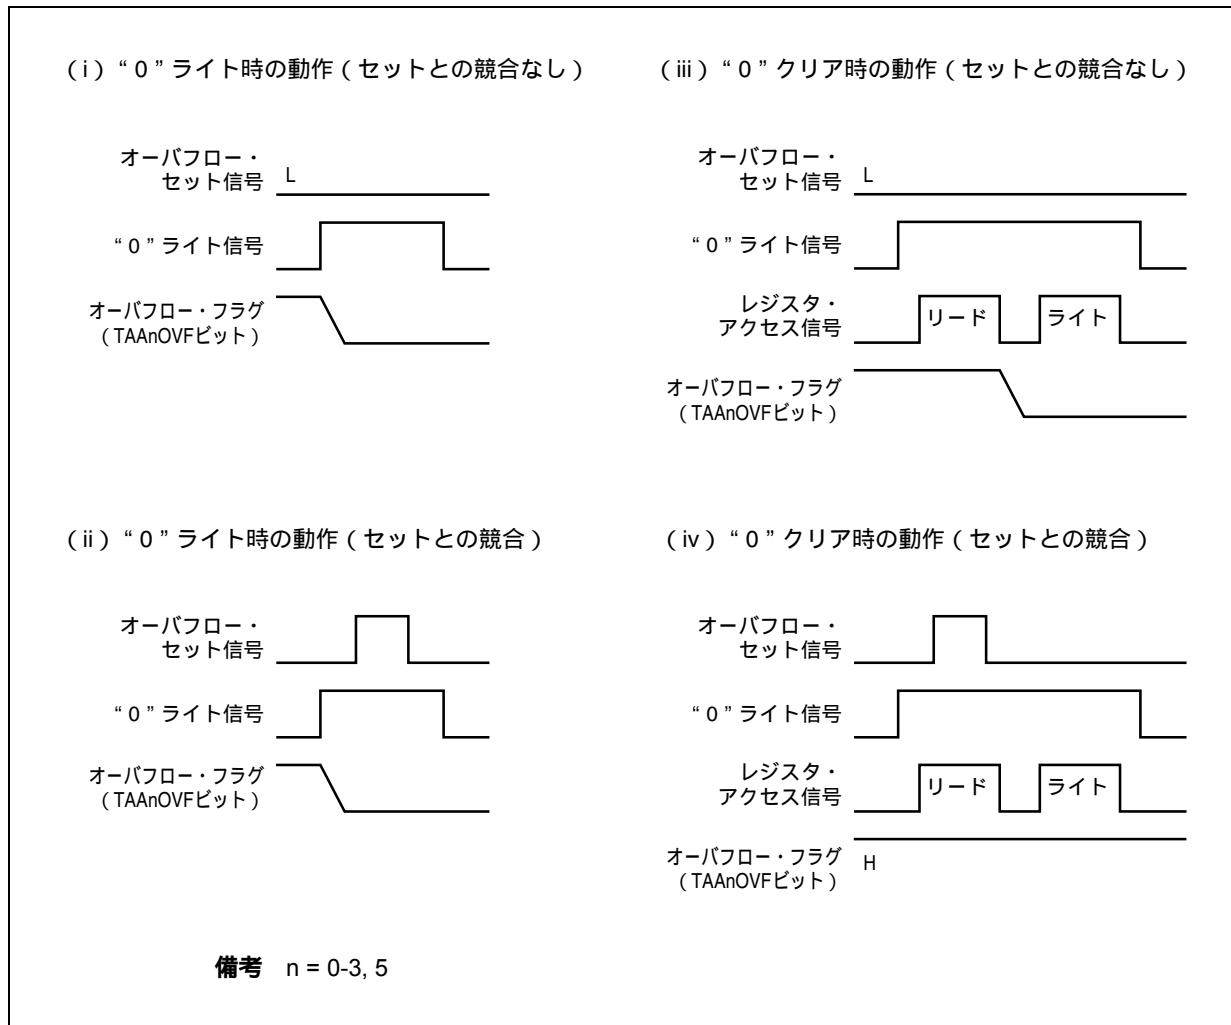 （i）“０”ライト時の動作（セットとの競合なし）
オーバフロー・
セット信号
L
“０”ライト信号
オーバフロー・フラグ
（TAAnOVFビット）
（iii）“０”クリア時の動作（セットとの競合なし）
オーバフロー・
セット信号
L
“０”ライト信号
レジスタ・
アクセス信号
リード
ライト
オーバフロー・フラグ
（TAAnOVFビット）
（ii）“０”ライト時の動作（セットとの競合）
オーバフロー・
セット信号
“０”ライト信号
オーバフロー・フラグ
（TAAnOVFビット）
（iv）“０”クリア時の動作（セットとの競合）
オーバフロー・
セット信号
“０”ライト信号
レジスタ・
アクセス信号
リード
ライト
オーバフロー・フラグ
（TAAnOVFビット）
H
備考 n = 0-3, 5